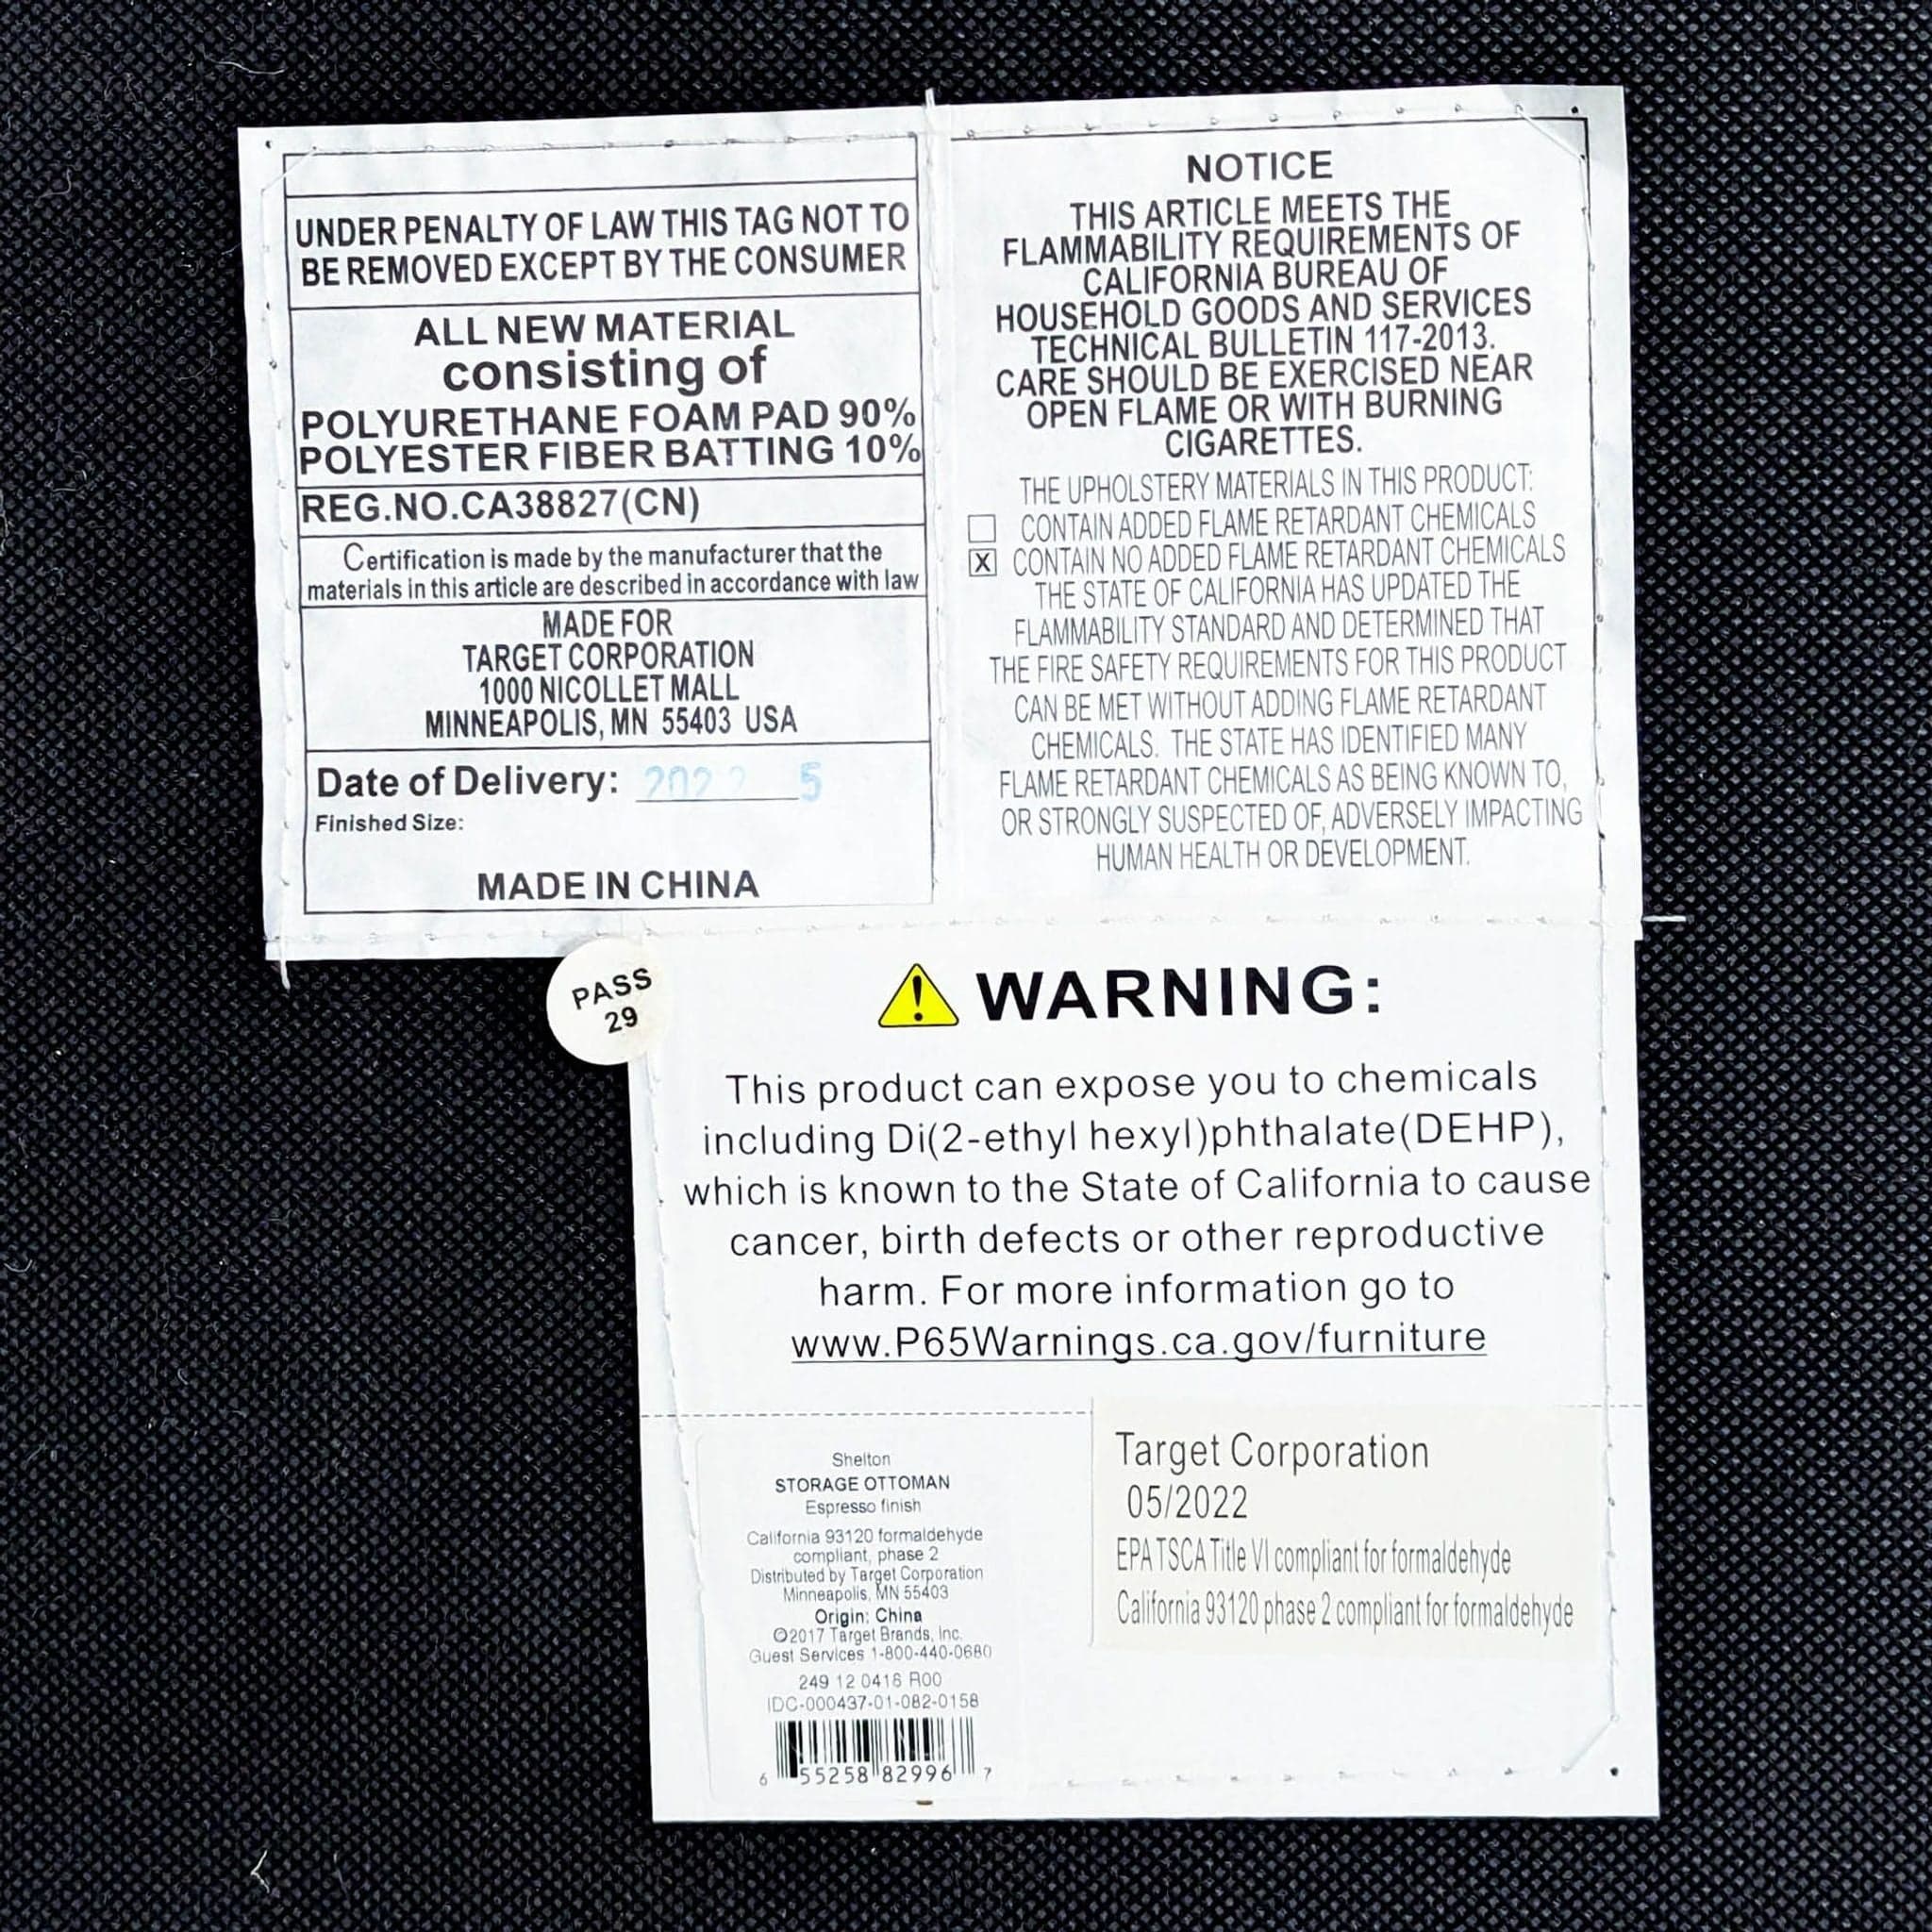 UNDER PENALTY OF LAW THIS TAG NOT TO
BE REMOVED EXCEPT BY THE CONSUMER
ALL NEW MATERIAL
consisting of
POLYURETHANE FOAM PAD 90%
POLYESTER FIBER BATTING 10%
REG.NO.CA38827(CN)
Certification is made by the manufacturer that the
materials in this article are described in accordance with law
MADE FOR
TARGET CORPORATION
1000 NICOLLET MALL
MINNEAPOLIS, MN 55403 USA
Date of Delivery: 2022 5
Finished Size:
MADE IN CHINA
NOTICE
THIS ARTICLE MEETS THE
FLAMMABILITY REQUIREMENTS OF
CALIFORNIA BUREAU OF
HOUSEHOLD GOODS AND SERVICES
TECHNICAL BULLETIN 117-2013.
CARE SHOULD BE EXERCISED NEAR
OPEN FLAME OR WITH BURNING
CIGARETTES.
THE UPHOLSTERY MATERIALS IN THIS PRODUCT:
CONTAIN ADDED FLAME RETARDANT CHEMICALS
X CONTAIN NO ADDED FLAME RETARDANT CHEMICALS
THE STATE OF CALIFORNIA HAS UPDATED THE
FLAMMABILITY STANDARD AND DETERMINED THAT
THE FIRE SAFETY REQUIREMENTS FOR THIS PRODUCT
CAN BE MET WITHOUT ADDING FLAME RETARDANT
CHEMICALS. THE STATE HAS IDENTIFIED MANY
FLAME RETARDANT CHEMICALS AS BEING KNOWN TO,
OR STRONGLY SUSPECTED OF, ADVERSELY IMPACTING
HUMAN HEALTH OR DEVELOPMENT.
PASS
29
WARNING:
This product can expose you to chemicals
including Di(2-ethyl hexyl)phthalate(DEHP),
which is known to the State of California to cause
cancer, birth defects or other reproductive
harm. For more information go to
www.P65Warnings.ca.gov/furniture
Shelton
STORAGE OTTOMAN
Espresso finish
California 93120 formaldehyde
compliant, phase 2
Distributed by Target Corporation
Minneapolis, MN 55403
Origin: China
©2017 Target Brands, Inc.
Guest Services 1-800-440-0680
249 12 0416 R00
IDC-000437-01-082-0158
6 55258 82996 7
Target Corporation
05/2022
EPA TSCA Title VI compliant for formaldehyde
California 93120 phase 2 compliant for formaldehyde